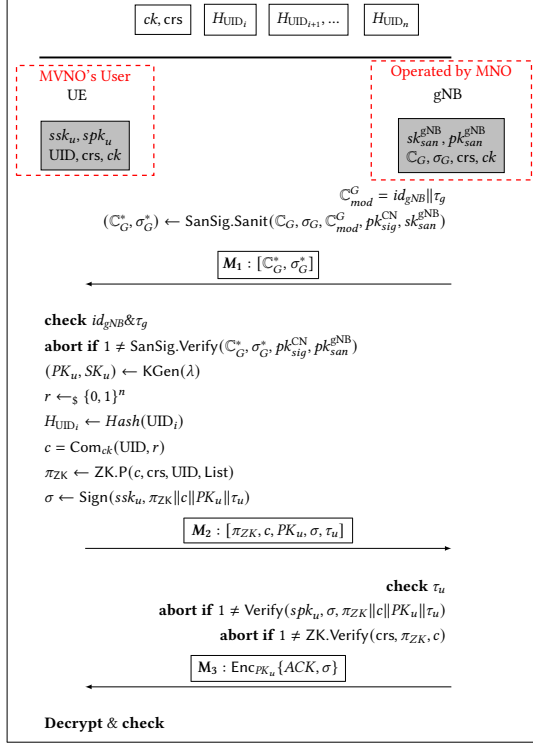 ck, crs H_{UID_i} H_{UID_{i+1}}, ... H_{UID_n}
MVNO's User Operated by MNO
UE gNB
ssk_u, spk_u
UID, crs, ck
sk_{san}^{gNB}, pk_{san}^{gNB}
ℂ_G, σ_G, crs, ck
ℂ_{mod}^G = id_{gNB}‖τ_g
(ℂ_G^*, σ_G^*) ← SanSig.Sanit(ℂ_G, σ_G, ℂ_{mod}^G, pk_{sig}^{CN}, sk_{san}^{gNB})
M_1 : [ℂ_G^*, σ_G^*]
check id_{gNB}&τ_g
abort if 1 ≠ SanSig.Verify(ℂ_G^*, σ_G^*, pk_{sig}^{CN}, pk_{san}^{gNB})
(PK_u, SK_u) ← KGen(λ)
r ←_$ {0, 1}^n
H_{UID_i} ← Hash(UID_i)
c = Com_{ck}(UID, r)
π_{ZK} ← ZK.P(c, crs, UID, List)
σ ← Sign(ssk_u, π_{ZK}‖c‖PK_u‖τ_u)
M_2 : [π_{ZK}, c, PK_u, σ, τ_u]
check τ_u
abort if 1 ≠ Verify(spk_u, σ, π_{ZK}‖c‖PK_u‖τ_u)
abort if 1 ≠ ZK.Verify(crs, π_{ZK}, c)
M_3 : Enc_{PK_u}{ACK, σ}
Decrypt & check